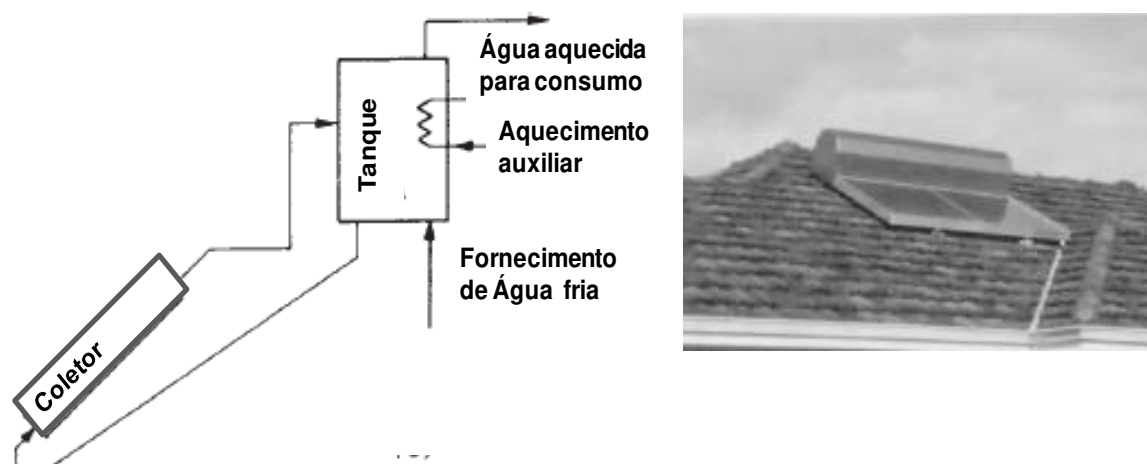 Água aquecida
para consumo
Tanque
Aquecimento
auxiliar
Fornecimento
de Água fria
Coletor